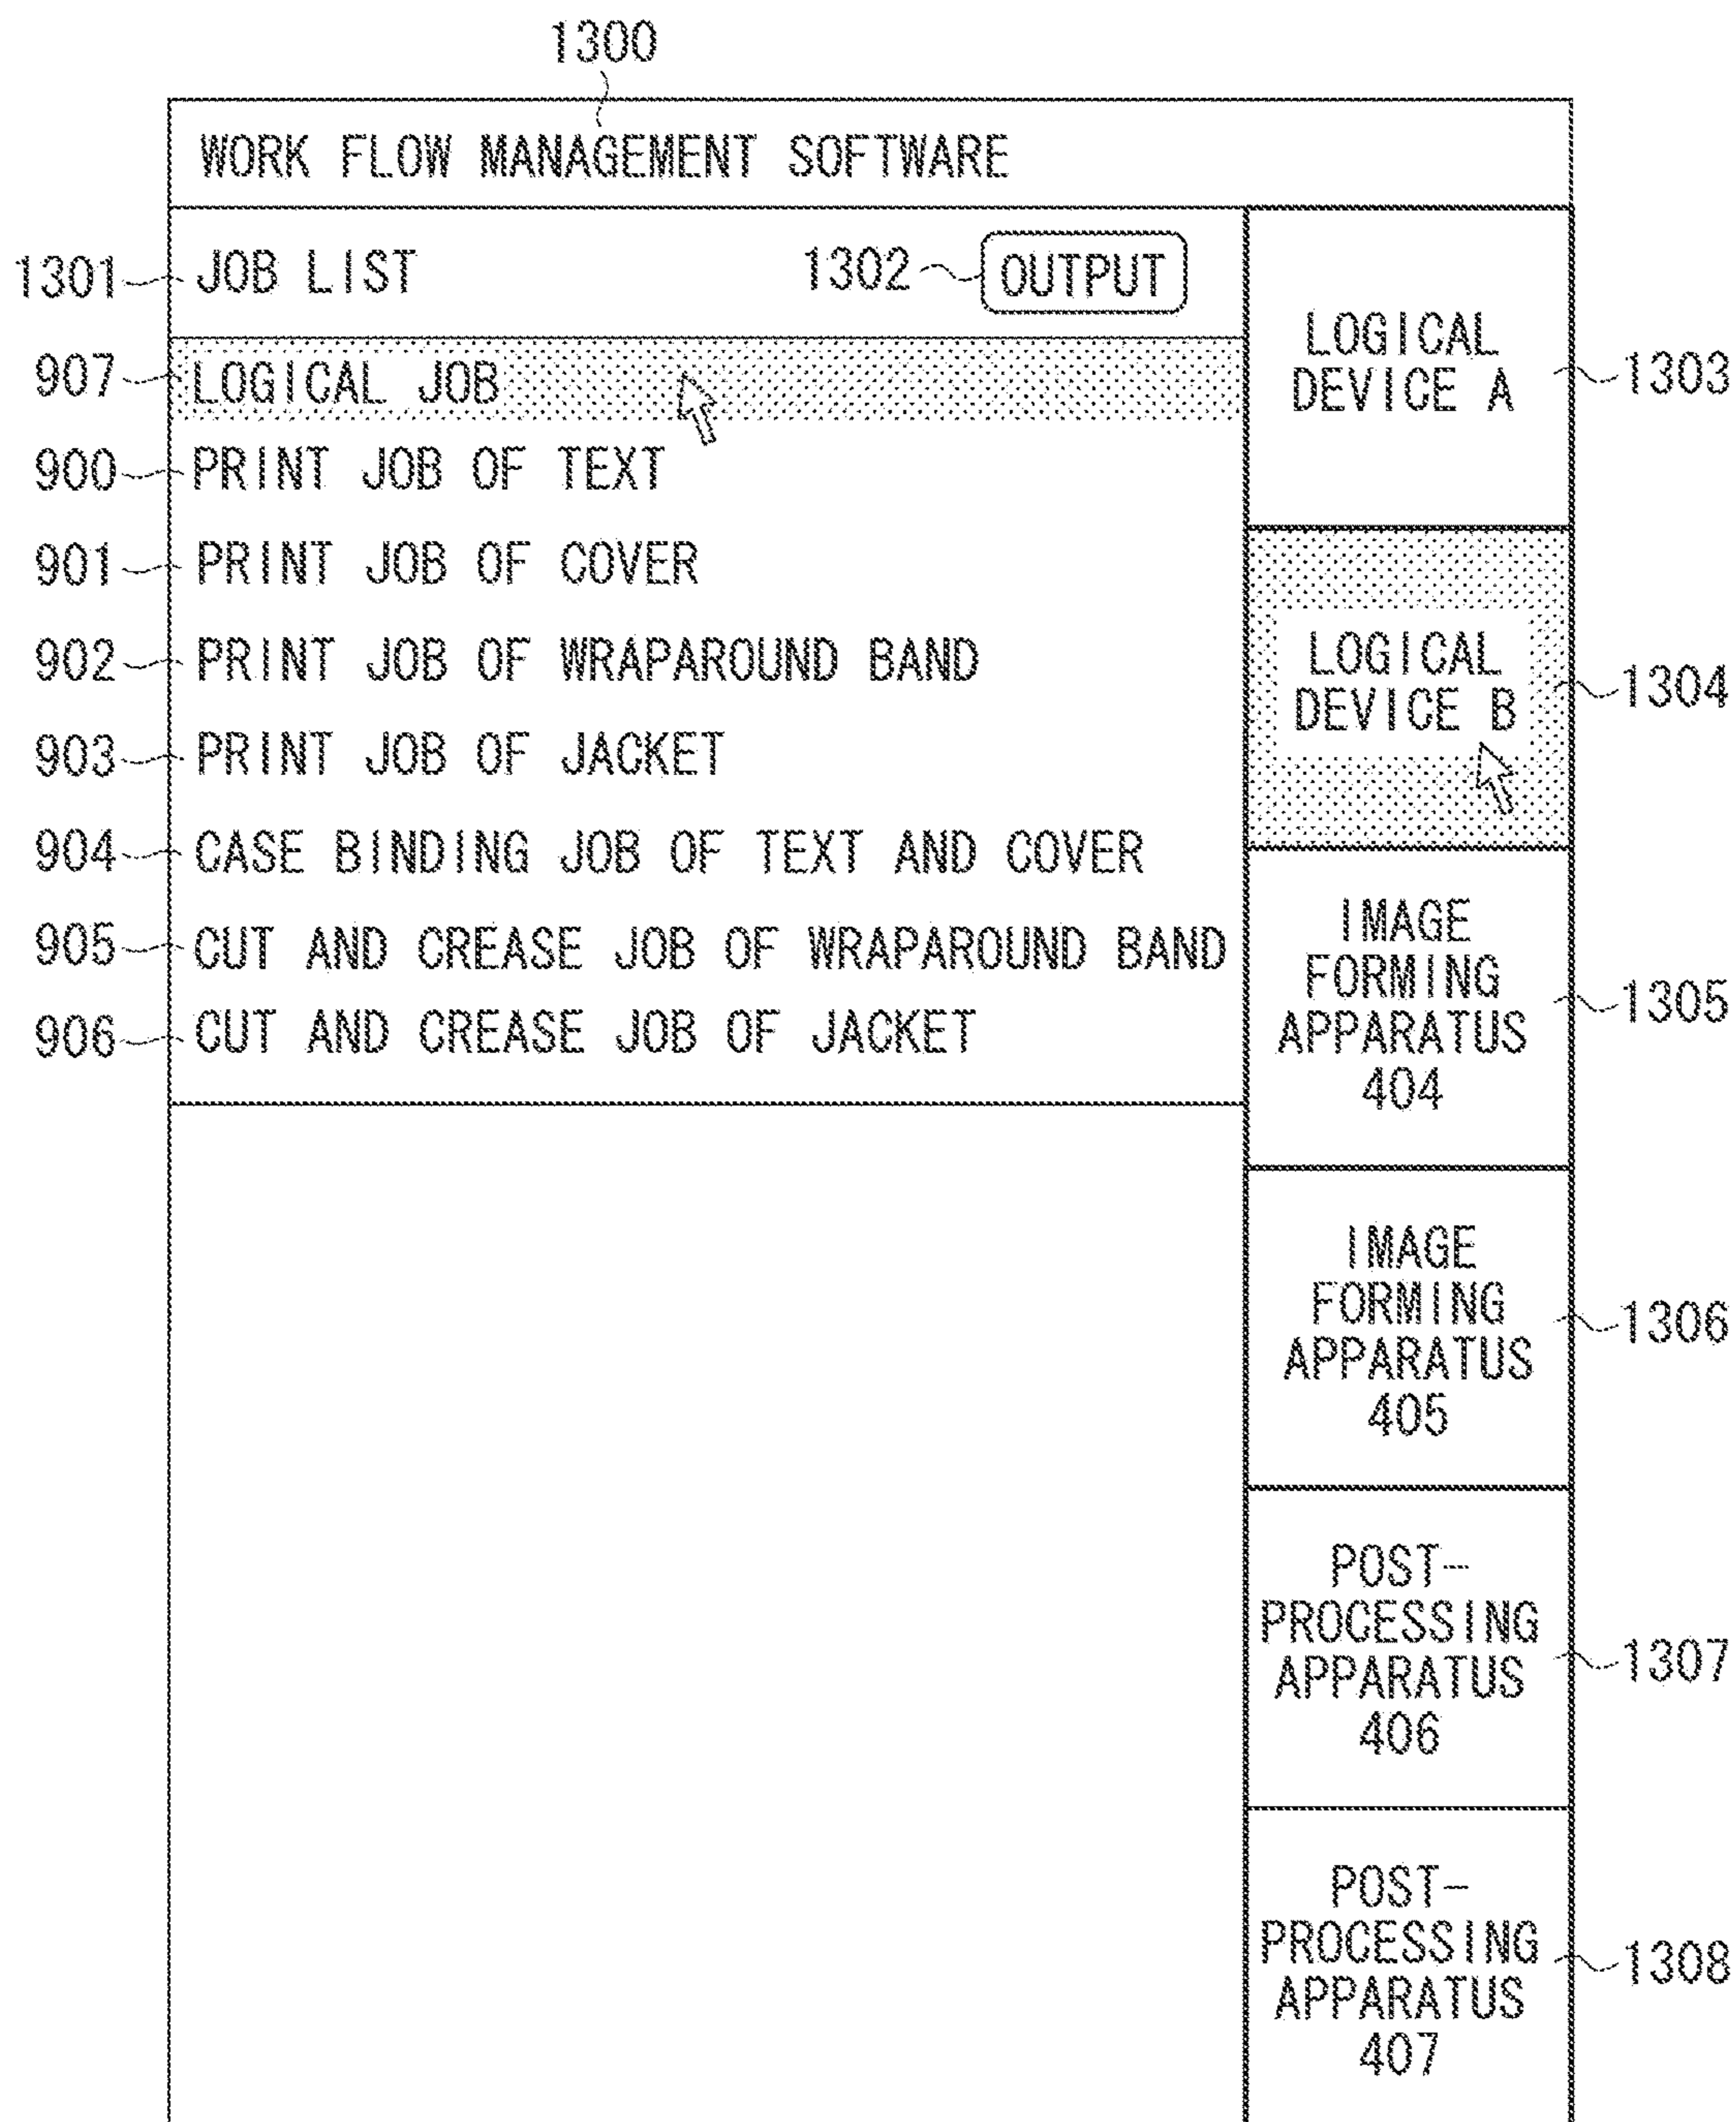 1300
WORK FLOW MANAGEMENT SOFTWARE
1301 JOB LIST
1302 OUTPUT
907 LOGICAL JOB
900 PRINT JOB OF TEXT
901 PRINT JOB OF COVER
902 PRINT JOB OF WRAPAROUND BAND
903 PRINT JOB OF JACKET
904 CASE BINDING JOB OF TEXT AND COVER
905 CUT AND CREASE JOB OF WRAPAROUND BAND
906 CUT AND CREASE JOB OF JACKET
LOGICAL
DEVICE A
1303
LOGICAL
DEVICE B
1304
IMAGE
FORMING
APPARATUS
404
1305
IMAGE
FORMING
APPARATUS
405
1306
POST-
PROCESSING
APPARATUS
406
1307
POST-
PROCESSING
APPARATUS
407
1308